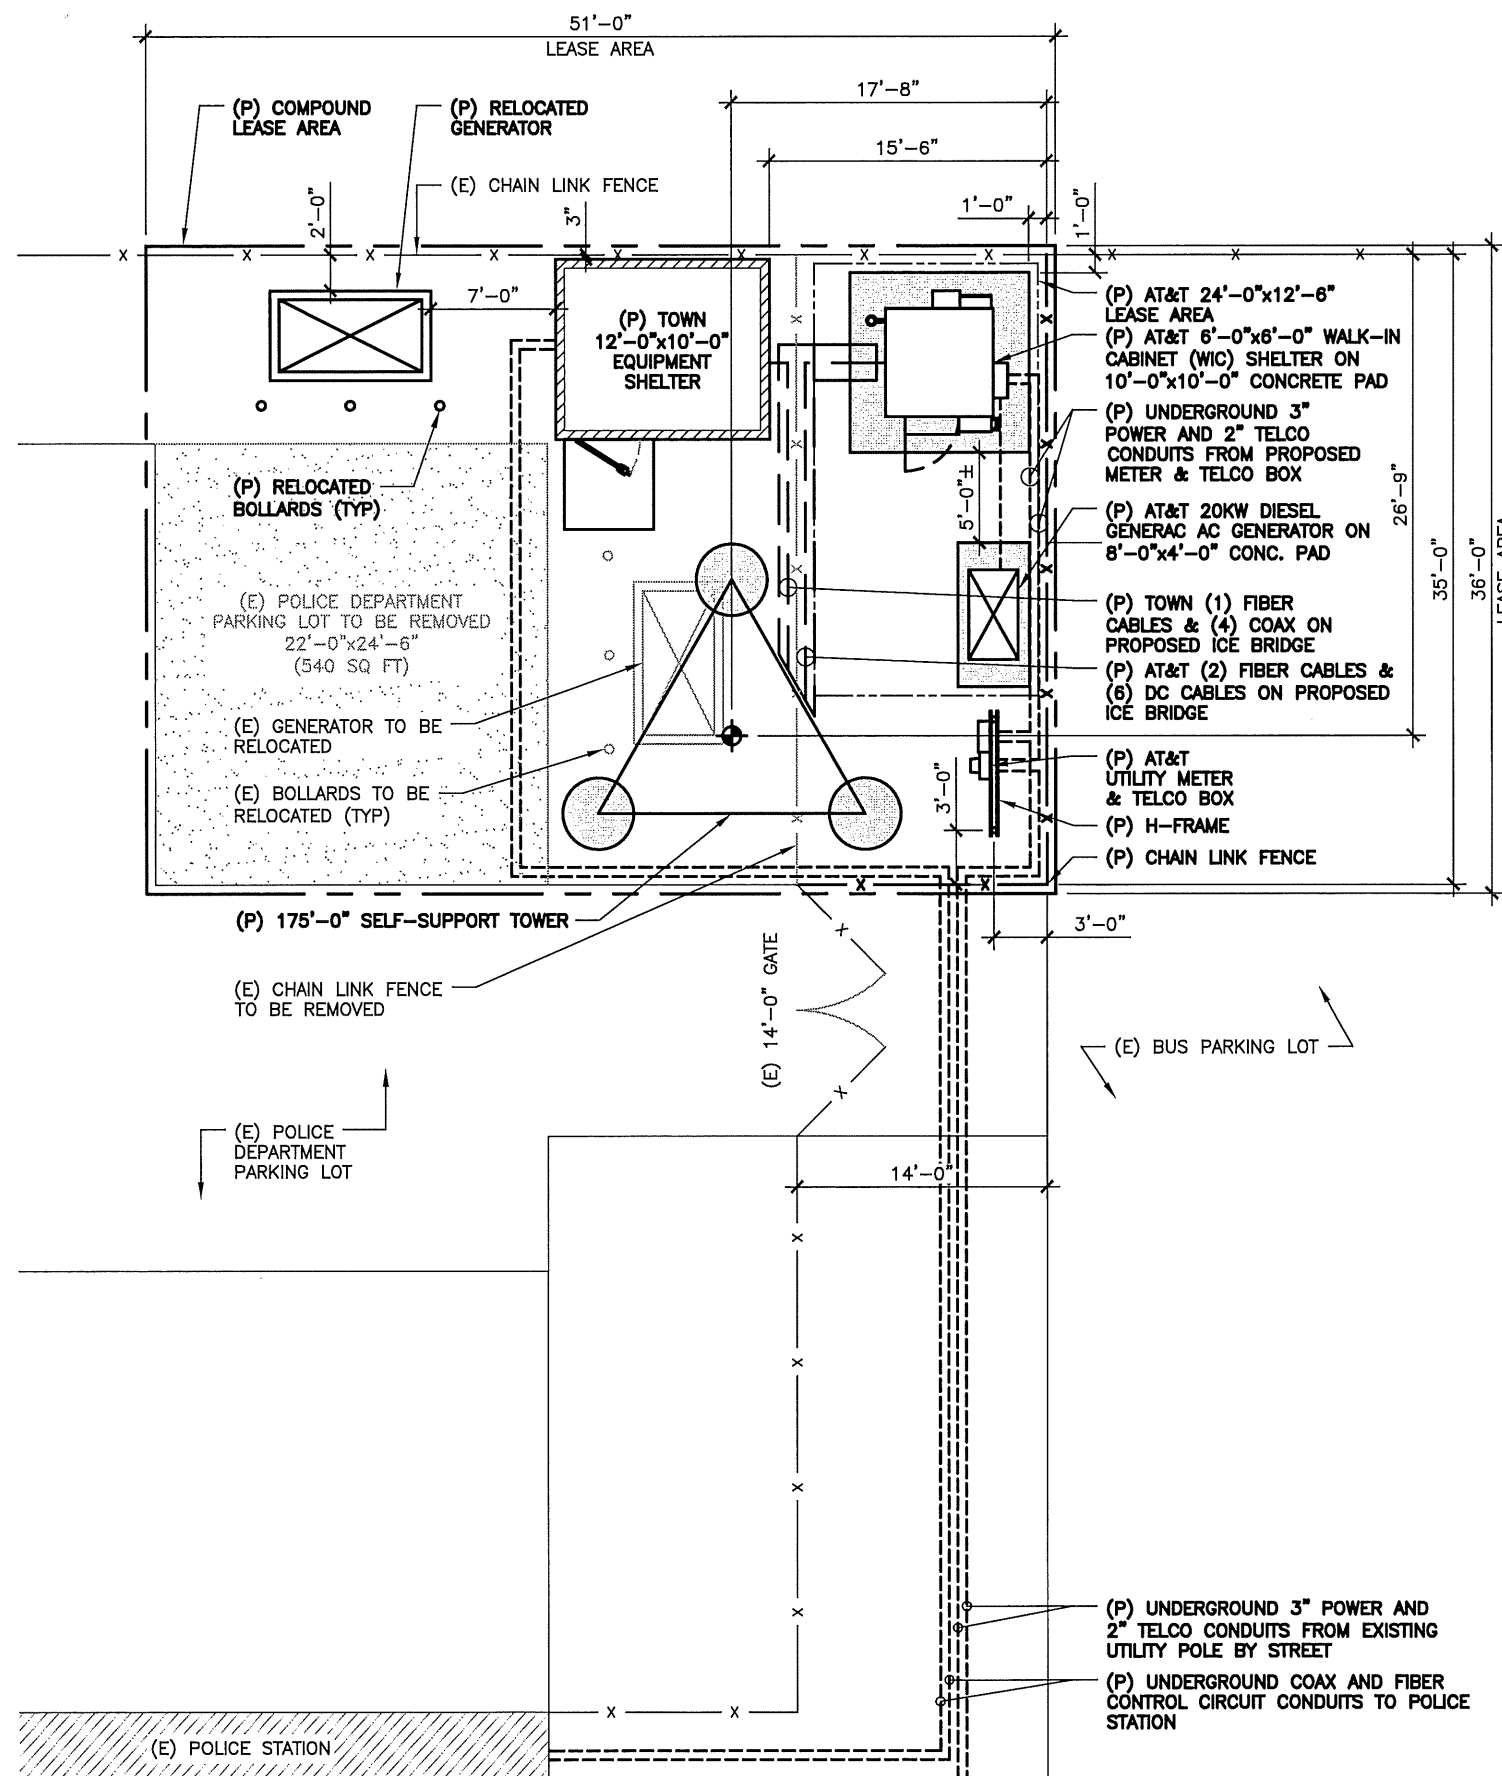 51'-0"
LEASE AREA
17'-8"
(P) COMPOUND
LEASE AREA
(P) RELOCATED
GENERATOR
15'-6"
(E) CHAIN LINK FENCE
2'-0"
3"
1'-0"
1'-0"
7'-0"
(P) TOWN
12'-0"x10'-0"
EQUIPMENT
SHELTER
(P) AT&T 24'-0"x12'-6"
LEASE AREA
(P) AT&T 6'-0"x6'-0" WALK-IN
CABINET (WIC) SHELTER ON
10'-0"x10'-0" CONCRETE PAD
(P) UNDERGROUND 3"
POWER AND 2" TELCO
CONDUITS FROM PROPOSED
METER & TELCO BOX
(P) RELOCATED
BOLLARDS (TYP)
5'-0"±
26'-9"
35'-0"
36'-0"
LEASE AREA
(P) AT&T 20KW DIESEL
GENERAC AC GENERATOR ON
8'-0"x4'-0" CONC. PAD
(E) POLICE DEPARTMENT
PARKING LOT TO BE REMOVED
22'-0"x24'-6"
(540 SQ FT)
(P) TOWN (1) FIBER
CABLES & (4) COAX ON
PROPOSED ICE BRIDGE
(P) AT&T (2) FIBER CABLES &
(6) DC CABLES ON PROPOSED
ICE BRIDGE
(E) GENERATOR TO BE
RELOCATED
(E) BOLLARDS TO BE
RELOCATED (TYP)
3'-0"
(P) AT&T
UTILITY METER
& TELCO BOX
(P) H-FRAME
(P) CHAIN LINK FENCE
(P) 175'-0" SELF-SUPPORT TOWER
3'-0"
(E) CHAIN LINK FENCE
TO BE REMOVED
(E) 14'-0" GATE
(E) BUS PARKING LOT
(E) POLICE
DEPARTMENT
PARKING LOT
14'-0"
(P) UNDERGROUND 3" POWER AND
2" TELCO CONDUITS FROM EXISTING
UTILITY POLE BY STREET
(P) UNDERGROUND COAX AND FIBER
CONTROL CIRCUIT CONDUITS TO POLICE
STATION
(E) POLICE STATION